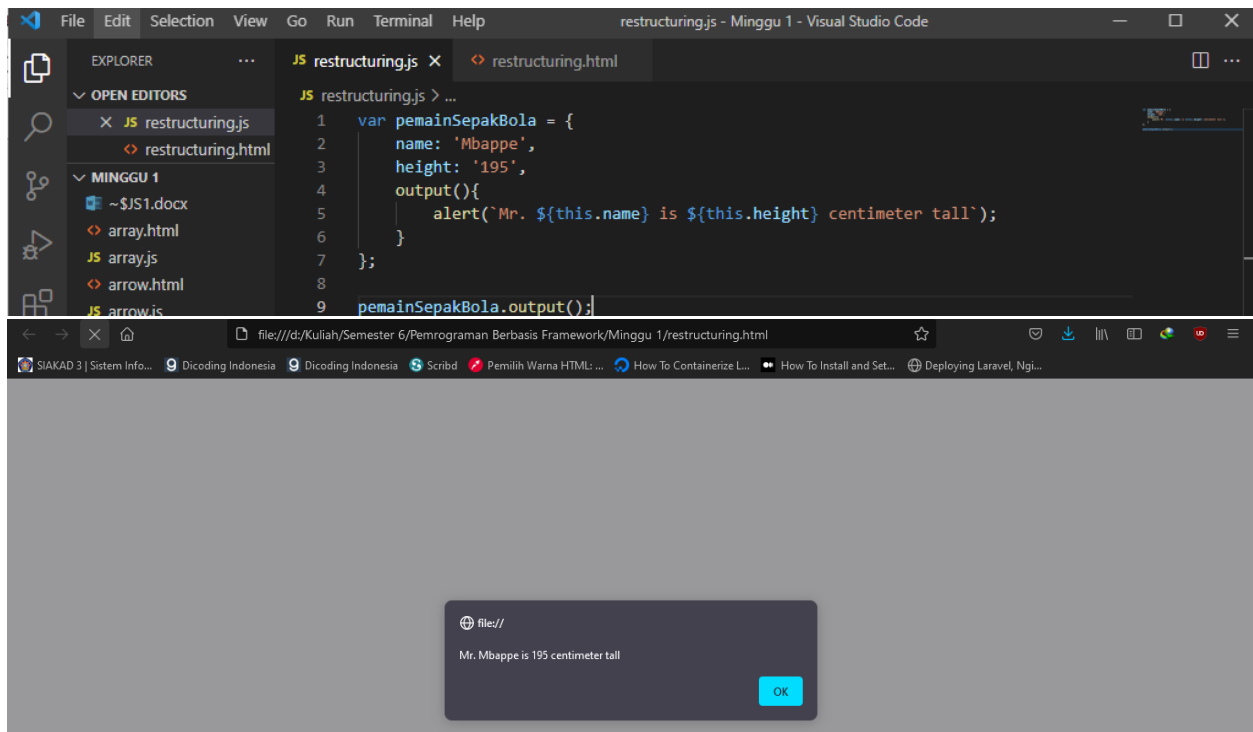 File Edit Selection View Go Run Terminal Help restructuring.js - Minggu 1 - Visual Studio Code
EXPLORER ···
JS restructuring.js × <> restructuring.html ···
OPEN EDITORS
× JS restructuring.js
<> restructuring.html
MINGGU 1
~$JS1.docx
<> array.html
JS array.js
<> arrow.html
JS arrow.js
JS restructuring.js > ...
1 var pemainSepakBola = {
2 name: 'Mbappe',
3 height: '195',
4 output(){
5 alert(`Mr. ${this.name} is ${this.height} centimeter tall`);
6 }
7 };
8
9 pemainSepakBola.output();
file:///d:/Kuliah/Semester 6/Pemrograman Berbasis Framework/Minggu 1/restructuring.html
SIAKAD 3 | Sistem Info... Dicoding Indonesia Dicoding Indonesia Scribd Pemilih Warna HTML: ... How To Containerize L... How To Install and Set... Deploying Laravel, Ngi...
file://
Mr. Mbappe is 195 centimeter tall
OK